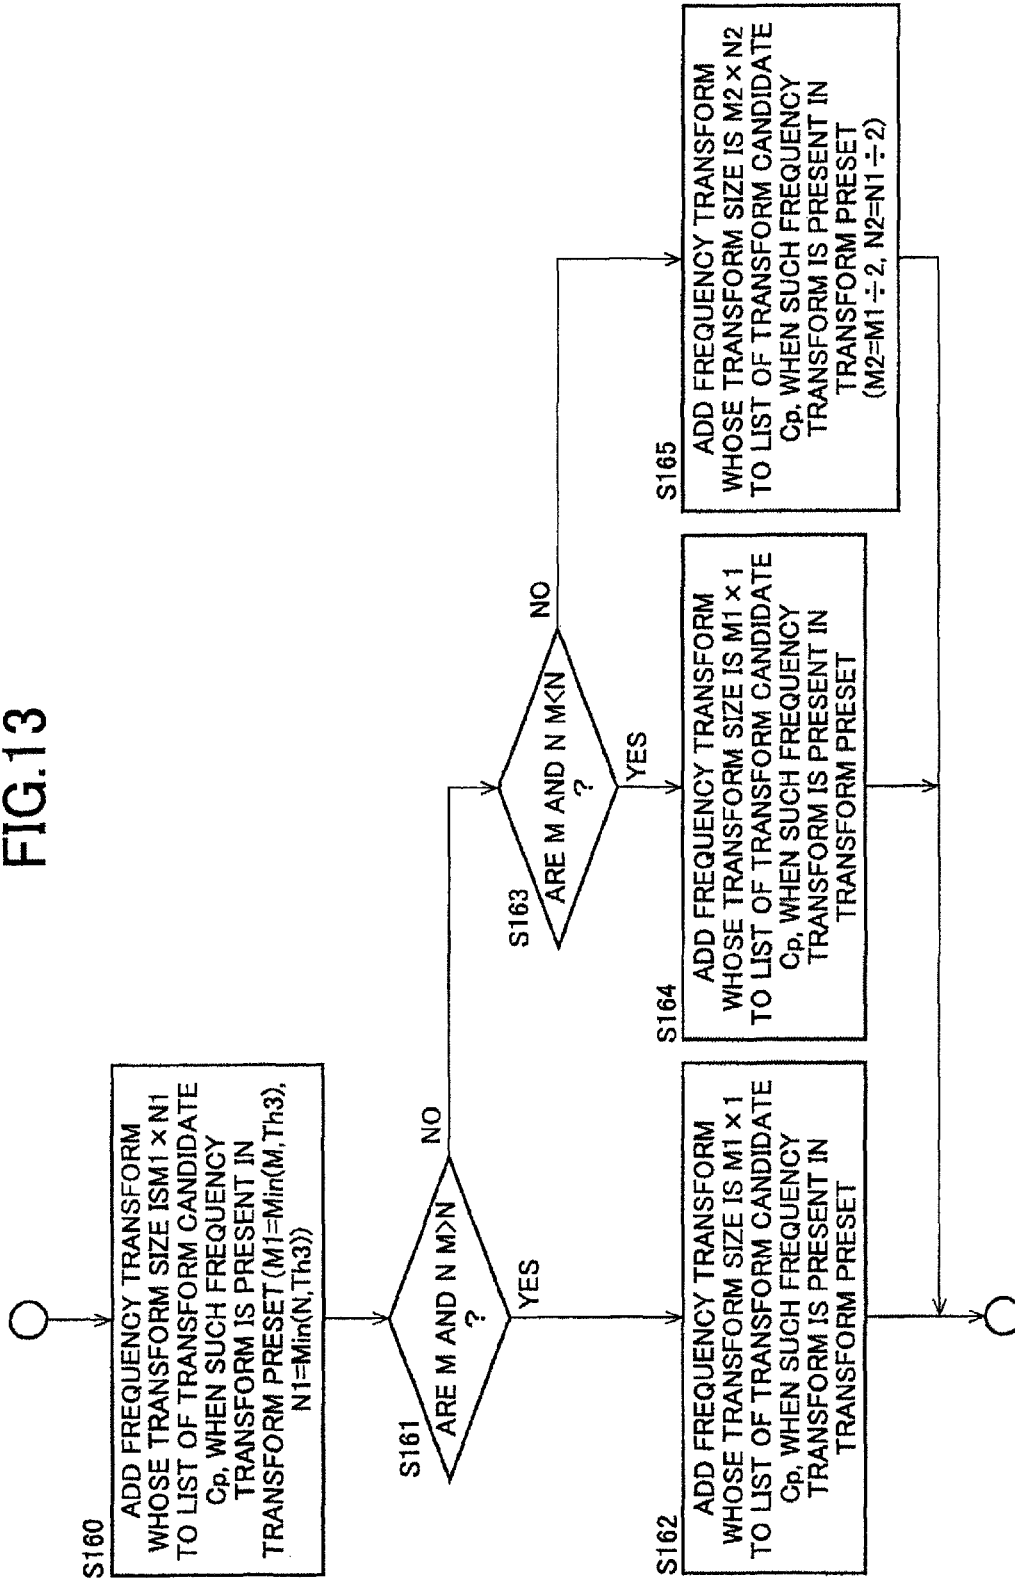 FIG.13
S160
ADD FREQUENCY TRANSFORM
WHOSE TRANSFORM SIZE ISM1 × N1
TO LIST OF TRANSFORM CANDIDATE
Cp, WHEN SUCH FREQUENCY
TRANSFORM IS PRESENT IN
TRANSFORM PRESET (M1=Min(M,Th3),
N1=Min(N,Th3))
S161
ARE M AND N M>N
?
NO
YES
S163
ARE M AND N M<N
?
NO
YES
S162
ADD FREQUENCY TRANSFORM
WHOSE TRANSFORM SIZE IS M1 × 1
TO LIST OF TRANSFORM CANDIDATE
Cp, WHEN SUCH FREQUENCY
TRANSFORM IS PRESENT IN
TRANSFORM PRESET
S164
ADD FREQUENCY TRANSFORM
WHOSE TRANSFORM SIZE IS M1 × 1
TO LIST OF TRANSFORM CANDIDATE
Cp, WHEN SUCH FREQUENCY
TRANSFORM IS PRESENT IN
TRANSFORM PRESET
S165
ADD FREQUENCY TRANSFORM
WHOSE TRANSFORM SIZE IS M2 × N2
TO LIST OF TRANSFORM CANDIDATE
Cp, WHEN SUCH FREQUENCY
TRANSFORM IS PRESENT IN
TRANSFORM PRESET
(M2=M1÷2, N2=N1÷2)